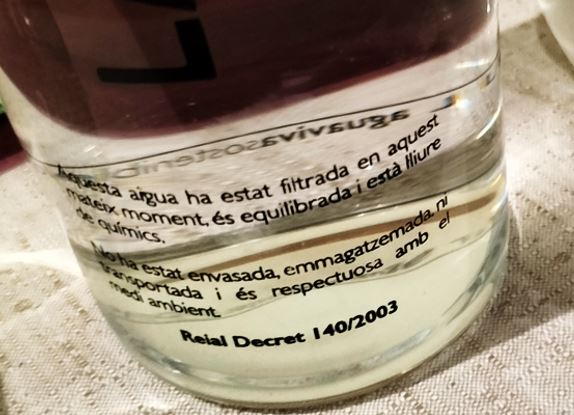 aguavivasostenible
Aquesta aigua ha estat filtrada en aquest
mateix moment, és equilibrada i està lliure
de químics.
No ha estat envasada, emmagatzemada, ni
transportada i és respectuosa amb el
medi ambient.
Reial Decret 140/2003